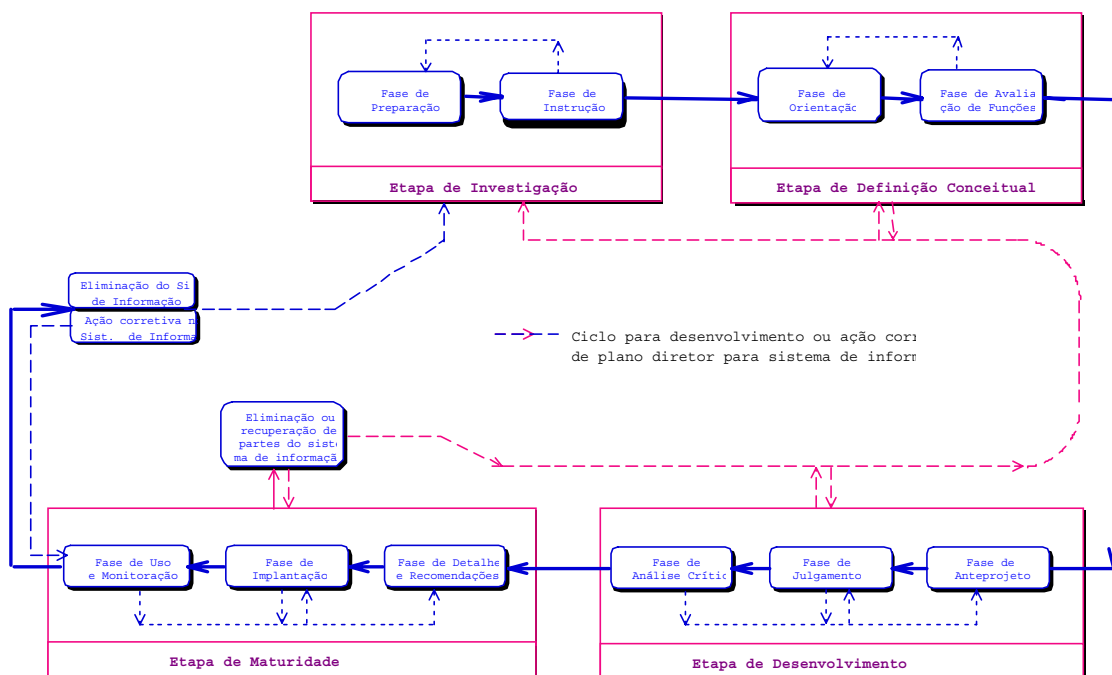 Fase de
Preparação
Fase de
Instrução
Etapa de Investigação
Fase de
Orientação
Fase de Avalia
ção de Funções
Etapa de Definição Conceitual
Eliminação do Si
de Informação
Ação corretiva n
Sist. de Informa
Ciclo para desenvolvimento ou ação corr
de plano diretor para sistema de inform
Eliminação ou
recuperação de
partes do siste
ma de informaçã
Fase de Uso
e Monitoração
Fase de
Implantação
Fase de Detalhe
e Recomendações
Etapa de Maturidade
Fase de
Análise Crític
Fase de
Julgamento
Fase de
Anteprojeto
Etapa de Desenvolvimento